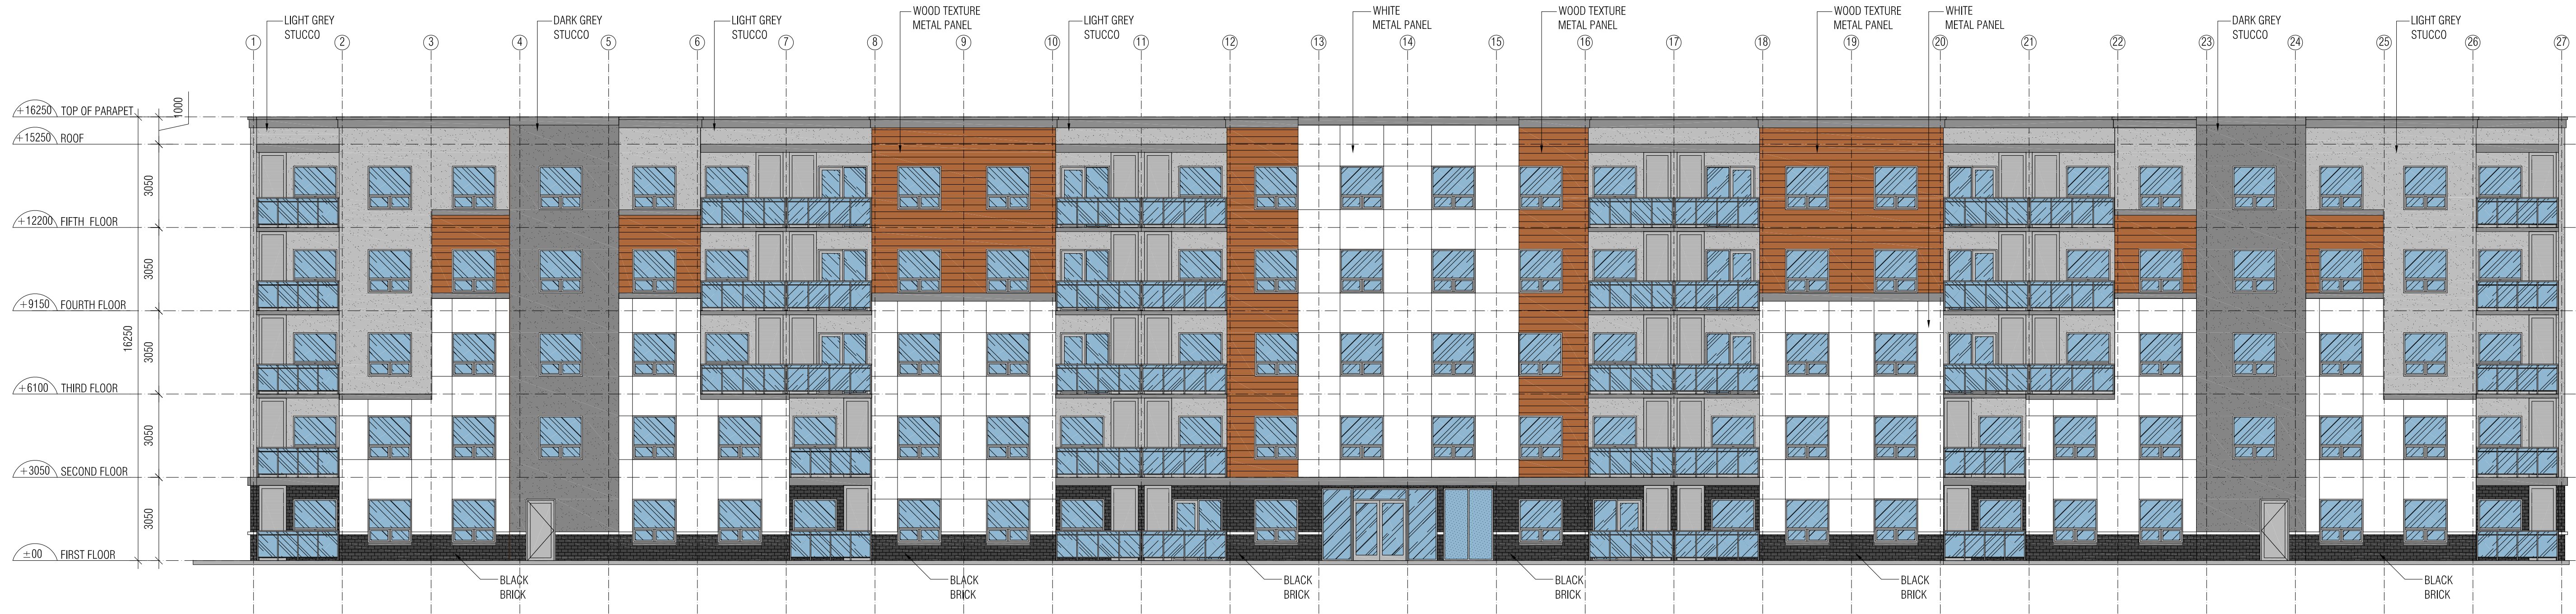 LIGHT GREY
STUCCO
DARK GREY
STUCCO
LIGHT GREY
STUCCO
WOOD TEXTURE
METAL PANEL
LIGHT GREY
STUCCO
WHITE
METAL PANEL
WOOD TEXTURE
METAL PANEL
WOOD TEXTURE
METAL PANEL
WHITE
METAL PANEL
DARK GREY
STUCCO
LIGHT GREY
STUCCO
1 2 3 4 5 6 7 8 9 10 11 12 13 14 15 16 17 18 19 20 21 22 23 24 25 26 27
+16250 TOP OF PARAPET
1000
+15250 ROOF
3050
+12200 FIFTH FLOOR
3050
+9150 FOURTH FLOOR
16250
3050
+6100 THIRD FLOOR
3050
+3050 SECOND FLOOR
3050
±00 FIRST FLOOR
BLACK
BRICK
BLACK
BRICK
BLACK
BRICK
BLACK
BRICK
BLACK
BRICK
BLACK
BRICK